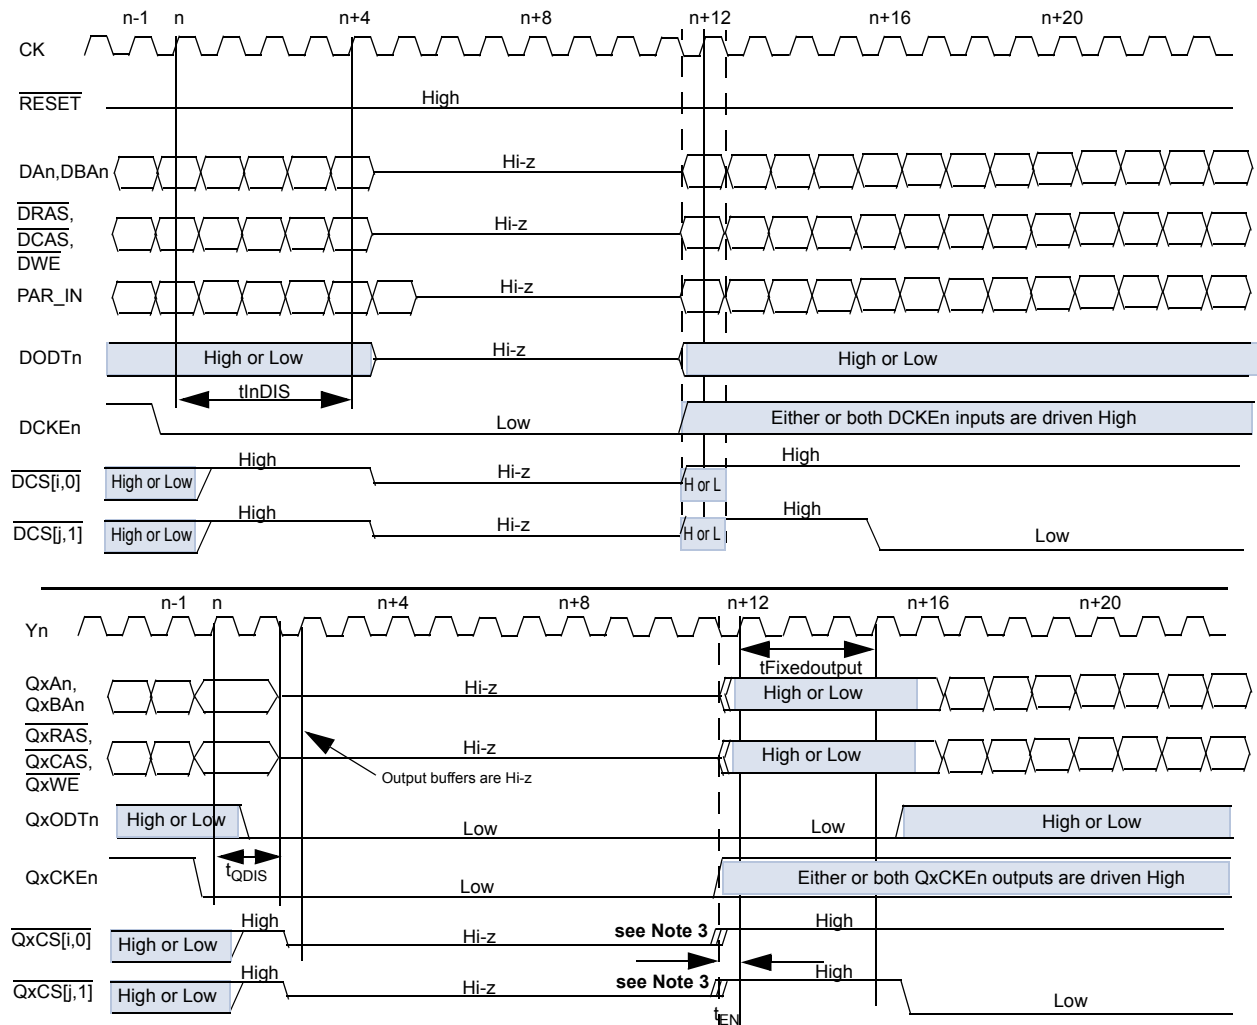 n-1 n n+4 n+8 n+12 n+16 n+20
CK
RESET High
DAn,DBAn Hi-z
DRAS,
DCAS, Hi-z
DWE
PAR_IN Hi-z
DODTn High or Low Hi-z High or Low
tInDIS
DCKEn Low Either or both DCKEn inputs are driven High
DCS[i,0] High or Low High Hi-z H or L High
DCS[j,1] High or Low High Hi-z H or L High Low
n-1 n n+4 n+8 n+12 n+16 n+20
Yn
tFixedoutput
QxAn,
QxBAn Hi-z High or Low
QxRAS,
QxCAS, Hi-z High or Low
QxWE
Output buffers are Hi-z
QxODTn High or Low Low Low High or Low
tQDIS
QxCKEn Low Either or both QxCKEn outputs are driven High
QxCS[i,0] High or Low High Hi-z see Note 3 High
QxCS[j,1] High or Low High Hi-z see Note 3 High Low
tEN